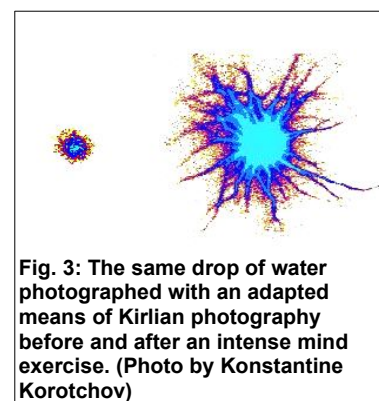 Fig. 3: The same drop of water
photographed with an adapted
means of Kirlian photography
before and after an intense mind
exercise. (Photo by Konstantine
Korotchov)